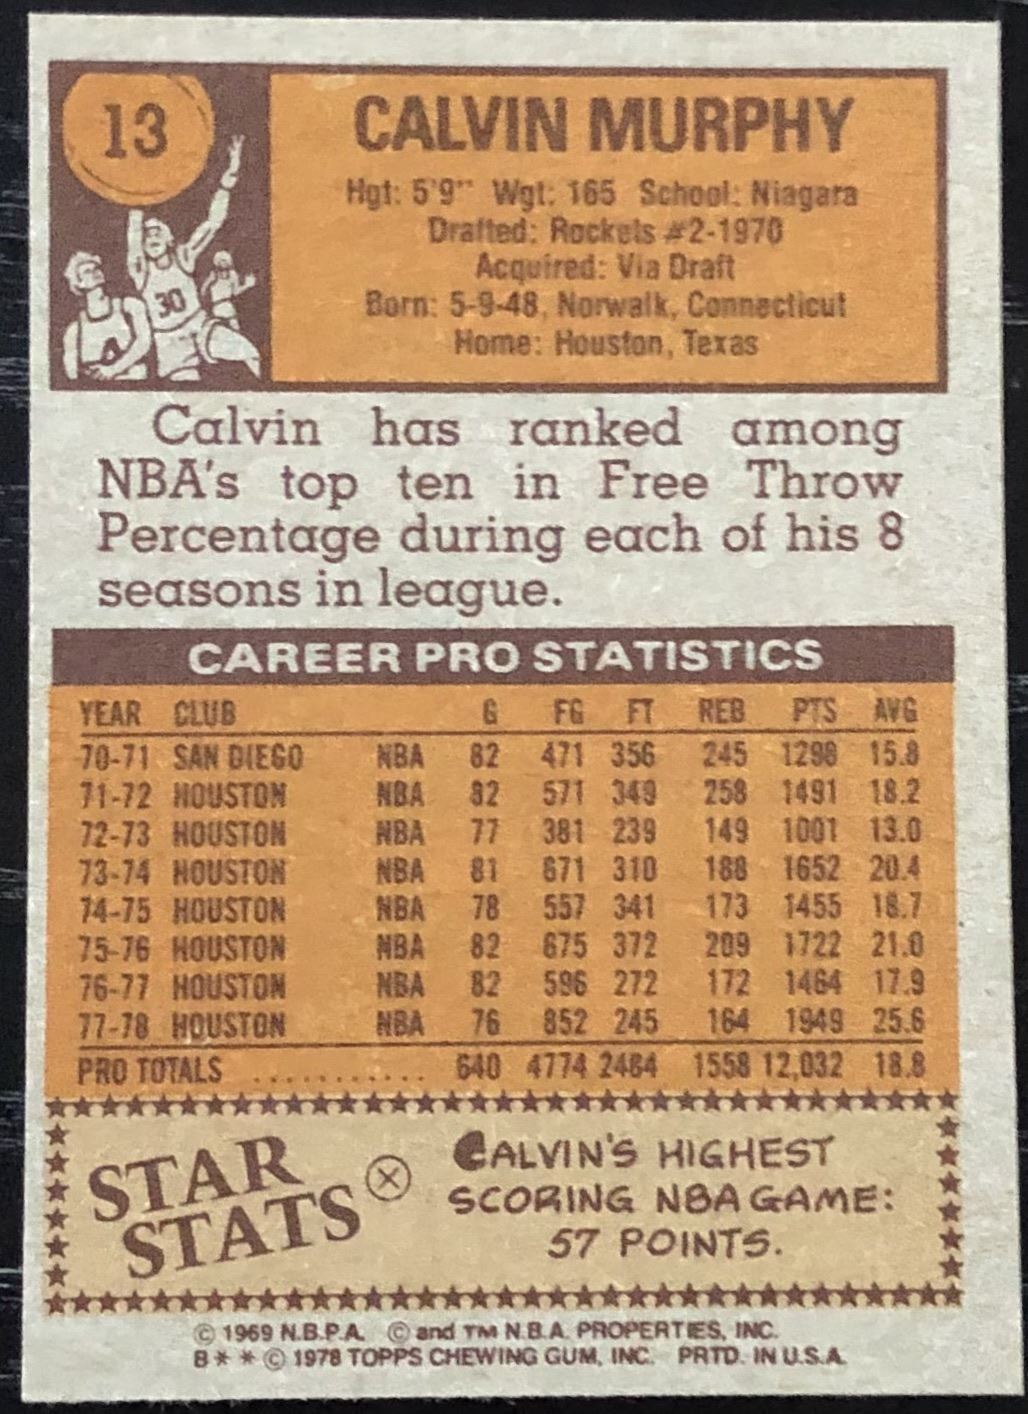 13
CALVIN MURPHY
Hgt: 5'9" Wgt: 165 School: Niagara
Drafted: Rockets #2-1970
Acquired: Via Draft
Born: 5-9-48, Norwalk, Connecticut
Home: Houston, Texas
30
Calvin has ranked among
NBA's top ten in Free Throw
Percentage during each of his 8
seasons in league.
CAREER PRO STATISTICS
YEAR CLUB G FG FT REB PTS AVG
70-71 SAN DIEGO NBA 82 471 356 245 1298 15.8
71-72 HOUSTON NBA 82 571 349 258 1491 18.2
72-73 HOUSTON NBA 77 381 239 149 1001 13.0
73-74 HOUSTON NBA 81 671 310 188 1652 20.4
74-75 HOUSTON NBA 78 557 341 173 1455 18.7
75-76 HOUSTON NBA 82 675 372 209 1722 21.0
76-77 HOUSTON NBA 82 596 272 172 1464 17.9
77-78 HOUSTON NBA 76 852 245 164 1949 25.6
PRO TOTALS ........... 640 4774 2484 1558 12,032 18.8
STAR
STATS
CALVIN'S HIGHEST
SCORING NBA GAME:
57 POINTS.
© 1969 N.B.P.A. © and TM N.B.A. PROPERTIES, INC.
B * * © 1978 TOPPS CHEWING GUM, INC. PRTD. IN U.S.A.